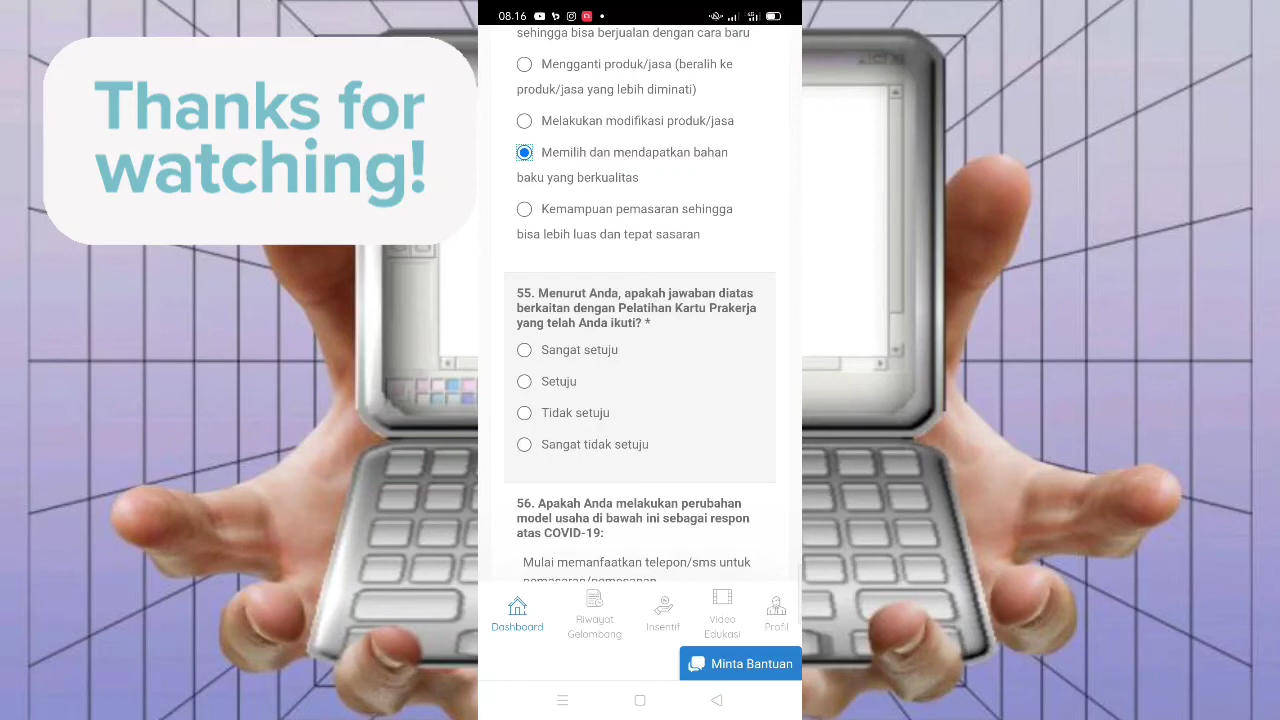 Thanks for
watching!
08.16
sehingga bisa berjualan dengan cara baru
Mengganti produk/jasa (beralih ke
produk/jasa yang lebih diminati)
Melakukan modifikasi produk/jasa
Memilih dan mendapatkan bahan
baku yang berkualitas
Kemampuan pemasaran sehingga
bisa lebih luas dan tepat sasaran
55. Menurut Anda, apakah jawaban diatas
berkaitan dengan Pelatihan Kartu Prakerja
yang telah Anda ikuti? *
Sangat setuju
Setuju
Tidak setuju
Sangat tidak setuju
56. Apakah Anda melakukan perubahan
model usaha di bawah ini sebagai respon
atas COVID-19:
Mulai memanfaatkan telepon/sms untuk
pemasaran/pemesanan
Dashboard
Riwayat
Gelombang
Insentif
Video
Edukasi
Profil
Minta Bantuan